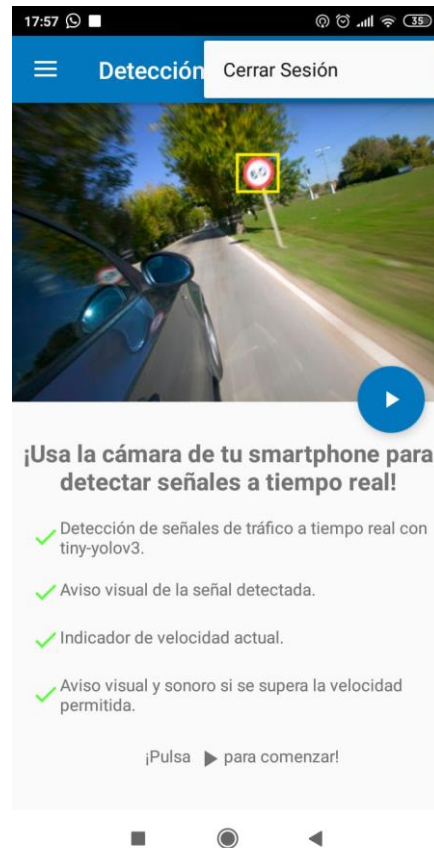 17:57
35
Detección
Cerrar Sesión
60
¡Usa la cámara de tu smartphone para
detectar señales a tiempo real!
Detección de señales de tráfico a tiempo real con
tiny-yolov3.
Aviso visual de la señal detectada.
Indicador de velocidad actual.
Aviso visual y sonoro si se supera la velocidad
permitida.
¡Pulsa ▶ para comenzar!